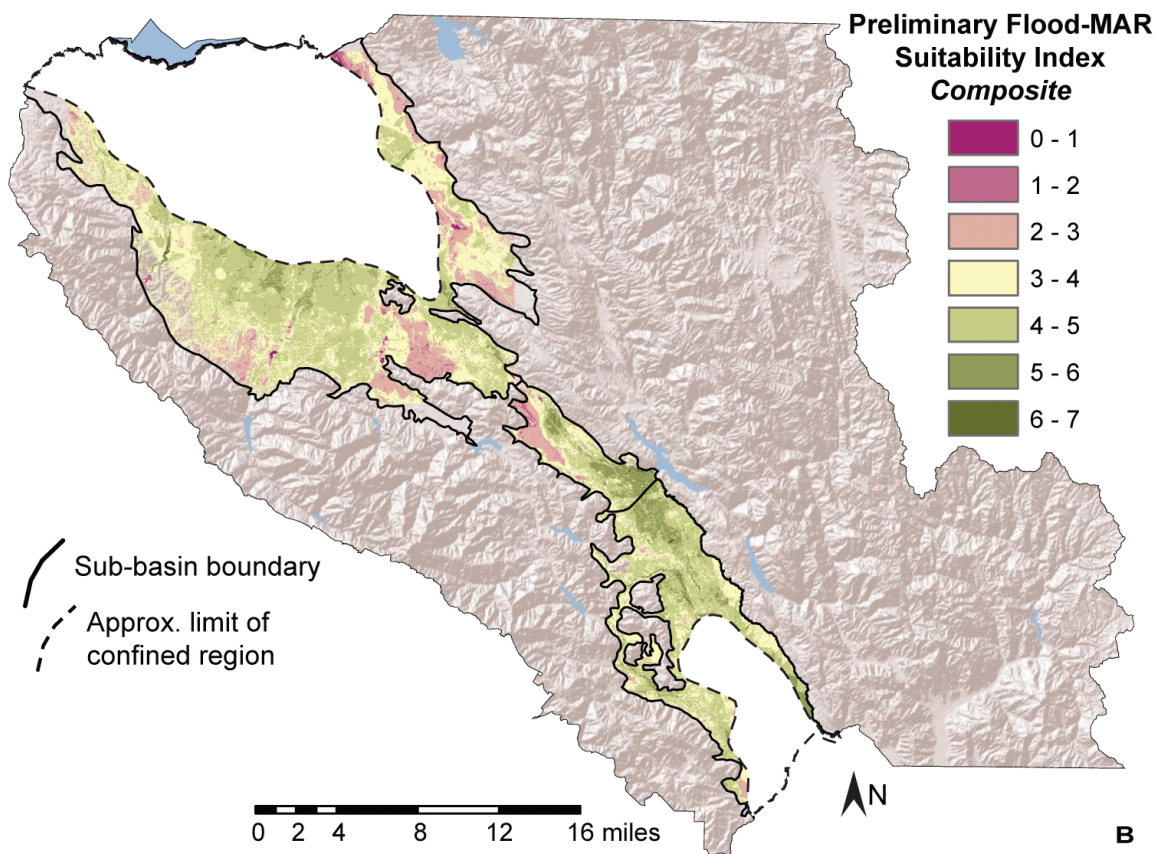 Preliminary Flood-MAR
Suitability Index
Composite
0 - 1
1 - 2
2 - 3
3 - 4
4 - 5
5 - 6
6 - 7
Sub-basin boundary
Approx. limit of
confined region
0 2 4 8 12 16 miles
N
B